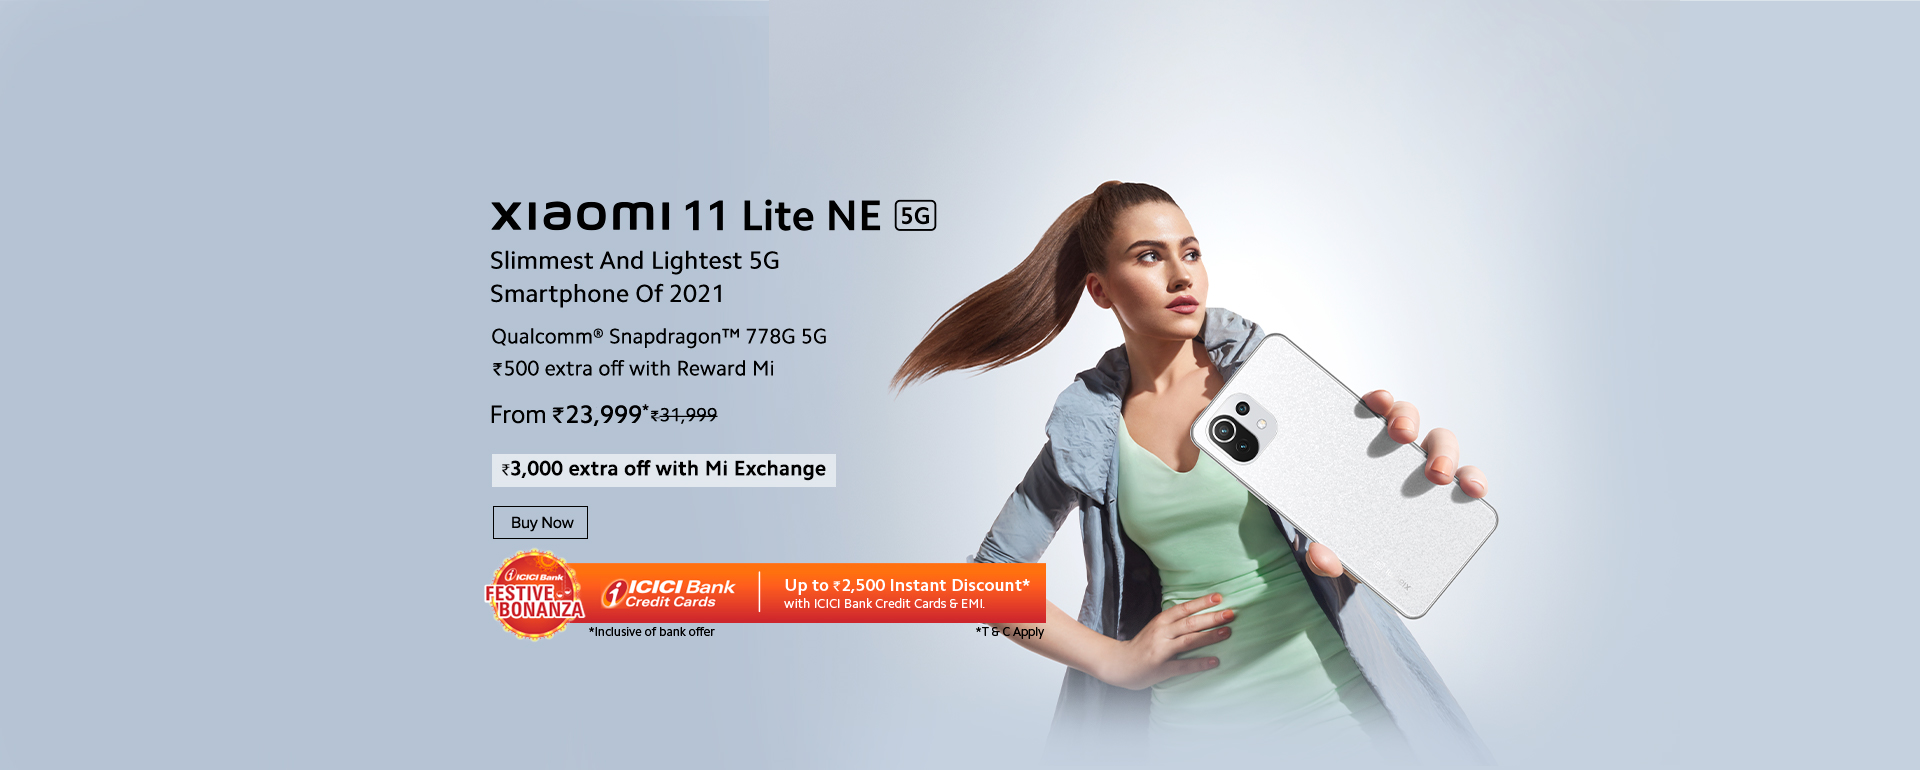 xiaomi 11 Lite NE 5G
Slimmest And Lightest 5G
Smartphone Of 2021
Qualcomm® Snapdragon™ 778G 5G
₹500 extra off with Reward Mi
From ₹23,999* ₹31,999
₹3,000 extra off with Mi Exchange
Buy Now
ICICI Bank
FESTIVE
BONANZA
ICICI Bank
Credit Cards
Up to ₹2,500 Instant Discount*
with ICICI Bank Credit Cards & EMI.
*Inclusive of bank offer
*T & C Apply